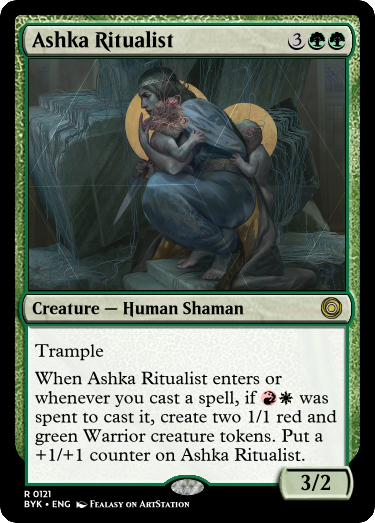 Ashka Ritualist 3
Creature — Human Shaman
Trample
When Ashka Ritualist enters or
whenever you cast a spell, if was
spent to cast it, create two 1/1 red and
green Warrior creature tokens. Put a
+1/+1 counter on Ashka Ritualist.
3/2
R 0121
BYK • ENG Fealasy on ArtStation